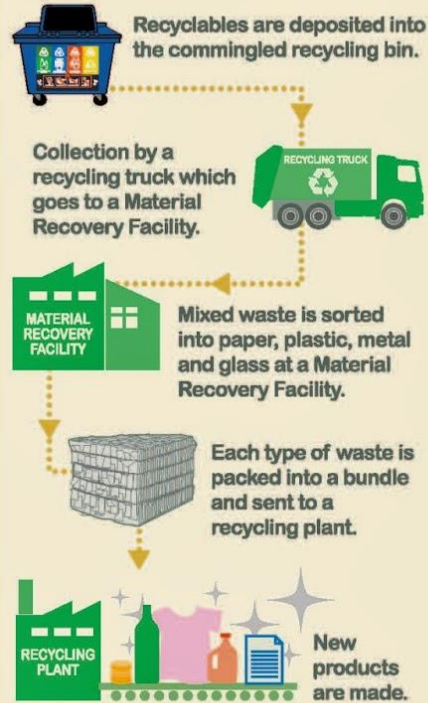 Recyclables are deposited into
the commingled recycling bin.
Collection by a
recycling truck which
goes to a Material
Recovery Facility.
RECYCLING TRUCK
MATERIAL
RECOVERY
FACILITY
Mixed waste is sorted
into paper, plastic, metal
and glass at a Material
Recovery Facility.
Each type of waste is
packed into a bundle
and sent to a
recycling plant.
RECYCLING
PLANT
New
products
are made.